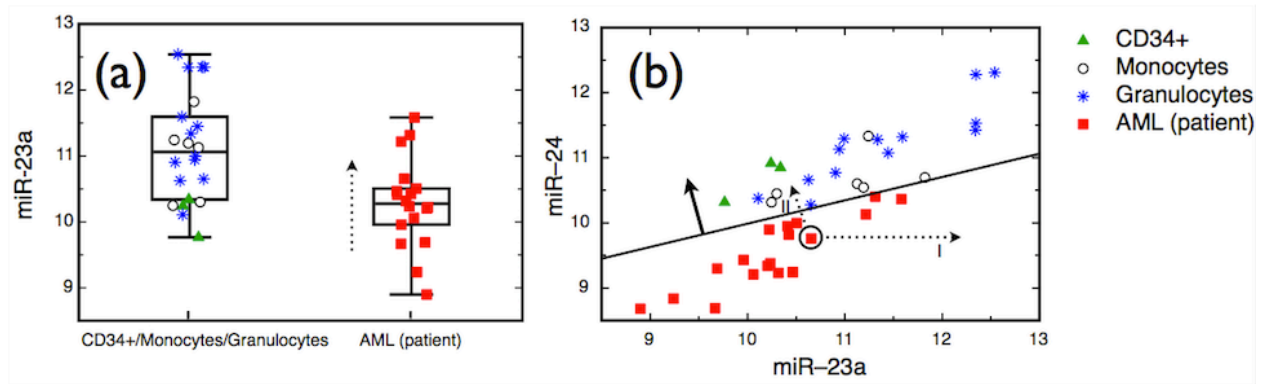 (a)
miR-23a
13
12
11
10
9
CD34+/Monocytes/Granulocytes
AML (patient)
(b)
miR–24
13
12
11
10
9
II
I
9
10
11
12
13
miR–23a
CD34+
Monocytes
Granulocytes
AML (patient)